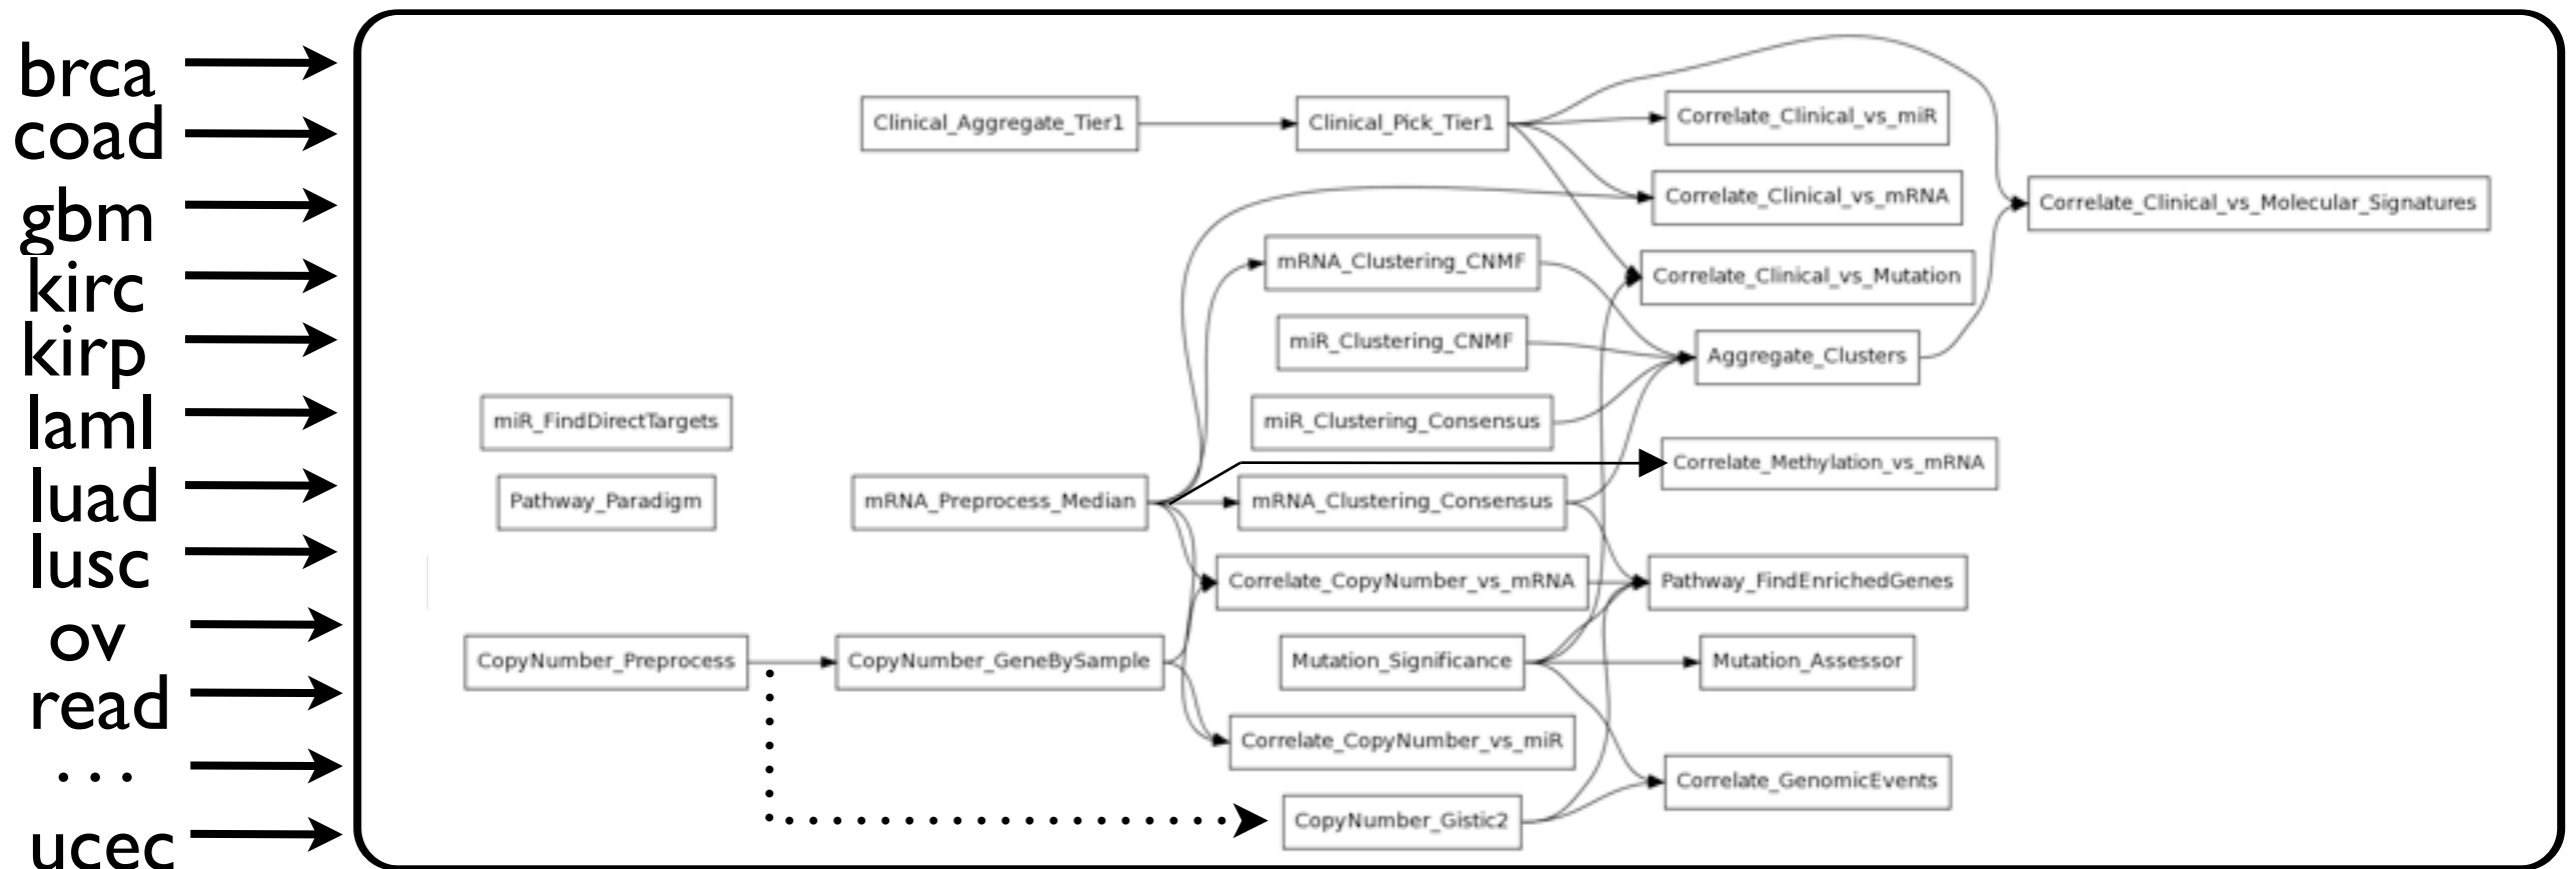 brca
coad
gbm
kirc
kirp
laml
luad
lusc
ov
read
. . .
ucec
Clinical_Aggregate_Tier1
Clinical_Pick_Tier1
Correlate_Clinical_vs_miR
Correlate_Clinical_vs_mRNA
Correlate_Clinical_vs_Molecular_Signatures
mRNA_Clustering_CNMF
Correlate_Clinical_vs_Mutation
miR_Clustering_CNMF
Aggregate_Clusters
miR_FindDirectTargets
miR_Clustering_Consensus
Correlate_Methylation_vs_mRNA
Pathway_Paradigm
mRNA_Preprocess_Median
mRNA_Clustering_Consensus
Correlate_CopyNumber_vs_mRNA
Pathway_FindEnrichedGenes
CopyNumber_Preprocess
CopyNumber_GeneBySample
Mutation_Significance
Mutation_Assessor
Correlate_CopyNumber_vs_miR
Correlate_GenomicEvents
CopyNumber_Gistic2